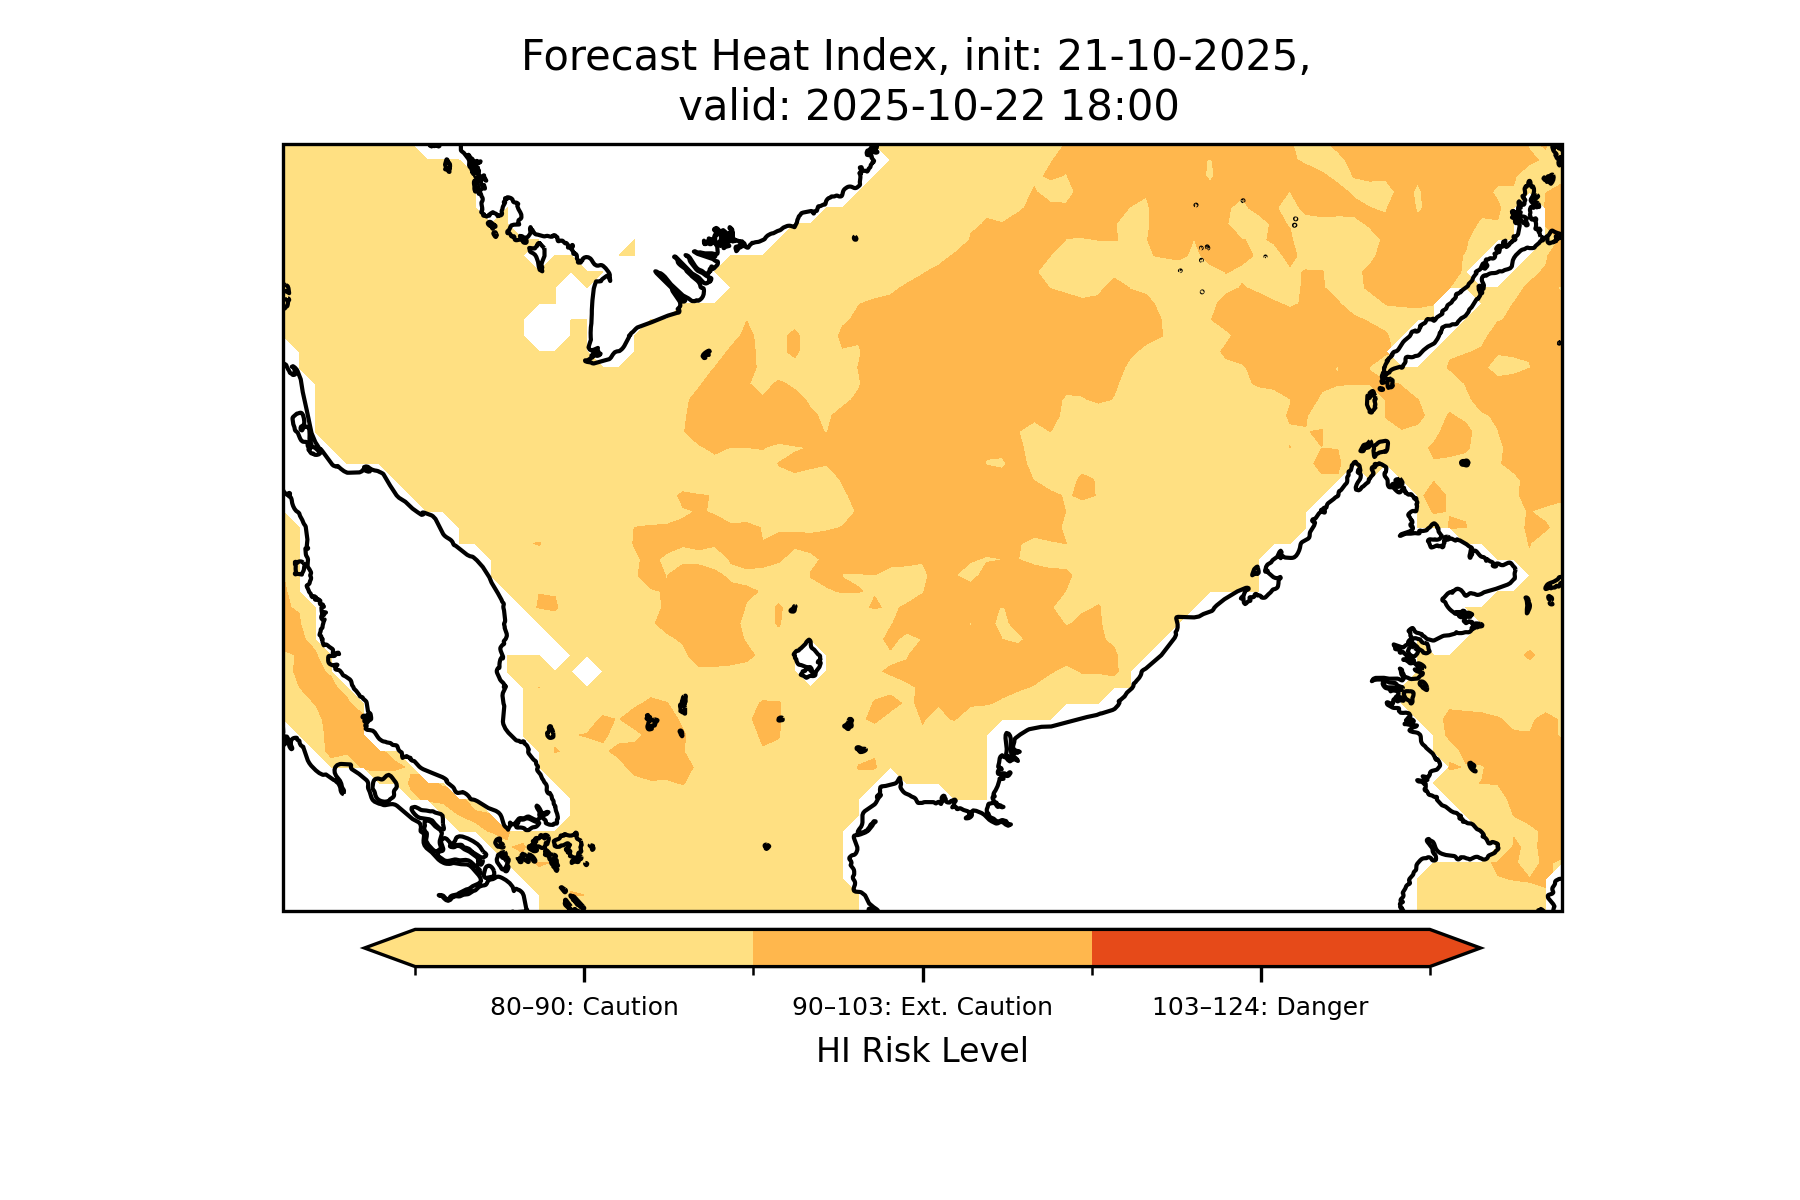 Forecast Heat Index, init: 21-10-2025,
valid: 2025-10-22 18:00
80–90: Caution
90–103: Ext. Caution
103–124: Danger
HI Risk Level